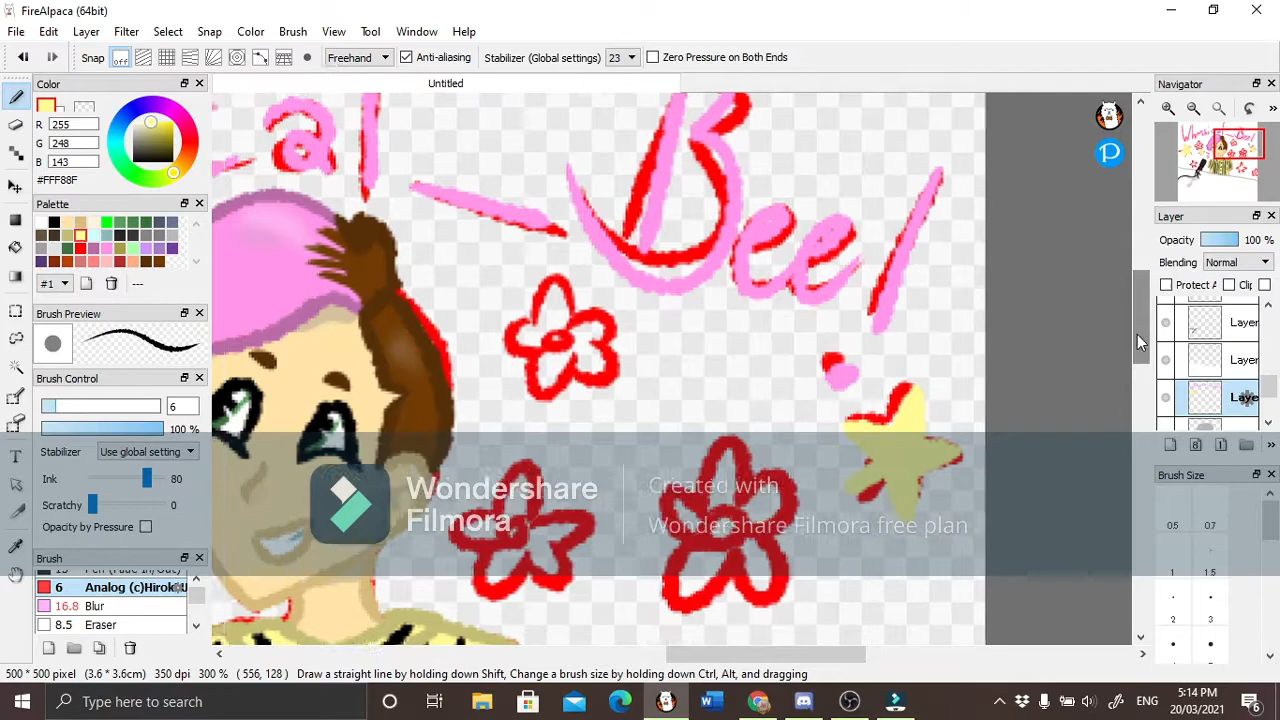 FireAlpaca (64bit)
File Edit Layer Filter Select Snap Color Brush View Tool Window Help
Snap off Freehand Anti-aliasing Stabilizer (Global settings) 23 Zero Pressure on Both Ends
Untitled
Color
R 255
G 248
B 143
#FFF88F
Palette
#1 ---
Brush Preview
Brush Control
6
100 %
Stabilizer Use global setting
Ink 80
Scratchy 0
Opacity by Pressure
Brush
6 Analog (c)Hiroki
16.8 Blur
8.5 Eraser
Bee
Wondershare
Filmora
Created with
Wondershare Filmora free plan
Navigator
Layer
Opacity 100 %
Blending Normal
Protect A Clip
Layer
Layer
Laye
Brush Size
0.5 0.7
1 1.5
2 3
500 * 500 pixel (3.6 * 3.6cm) 350 dpi 300 % ( 556, 128 ) Draw a straight line by holding down Shift, Change a brush size by holding down Ctrl, Alt, and dragging
Type here to search
ENG
5:14 PM
20/03/2021
6